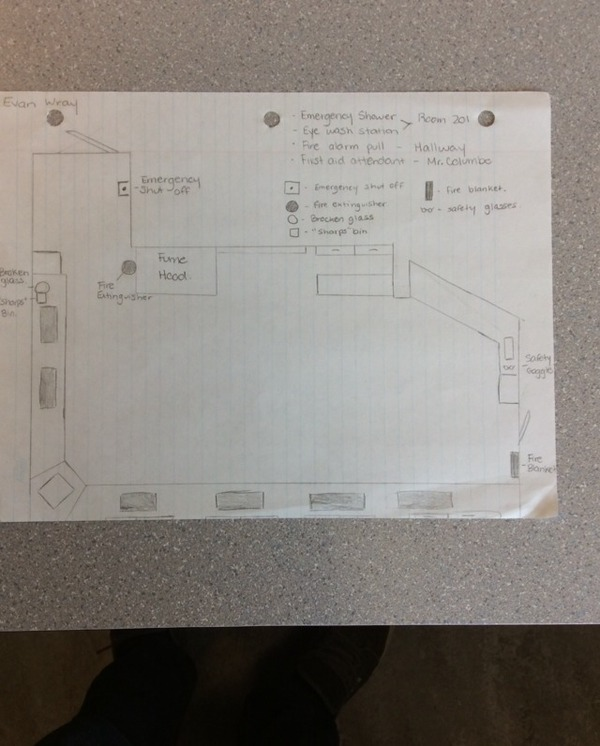 Evan Wray
· Emergency Shower
- Eye wash station > Room 201
· Fire alarm pull - Hallway
· First aid attendant - Mr. Columbo
- Emergency shut off
- Fire extinguisher
- Brocken glass
- "Sharps" bin
- fire blanket.
- safety glasses
Emergency
- Shut off
Fume
Hood.
Fire
Extinguisher
Brocken
glass.
"Sharps"
Bin
Safety
Goggle
Fire
Blanket